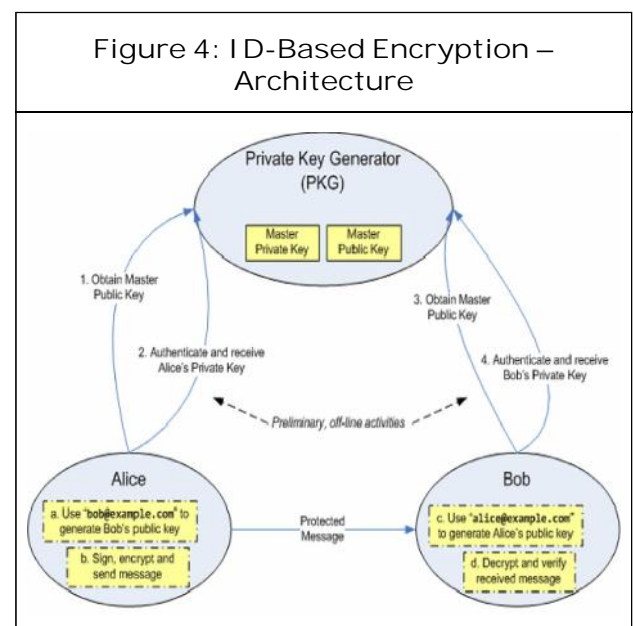 Figure 4: ID-Based Encryption –
Architecture
Private Key Generator
(PKG)
Master
Private Key
Master
Public Key
1. Obtain Master
Public Key
2. Authenticate and receive
Alice's Private Key
3. Obtain Master
Public Key
4. Authenticate and receive
Bob's Private Key
Preliminary, off-line activities
Alice
a. Use "bob@example.com" to
generate Bob's public key
b. Sign, encrypt and
send message
Protected
Message
Bob
c. Use "alice@example.com"
to generate Alice's public key
d. Decrypt and verify
received message